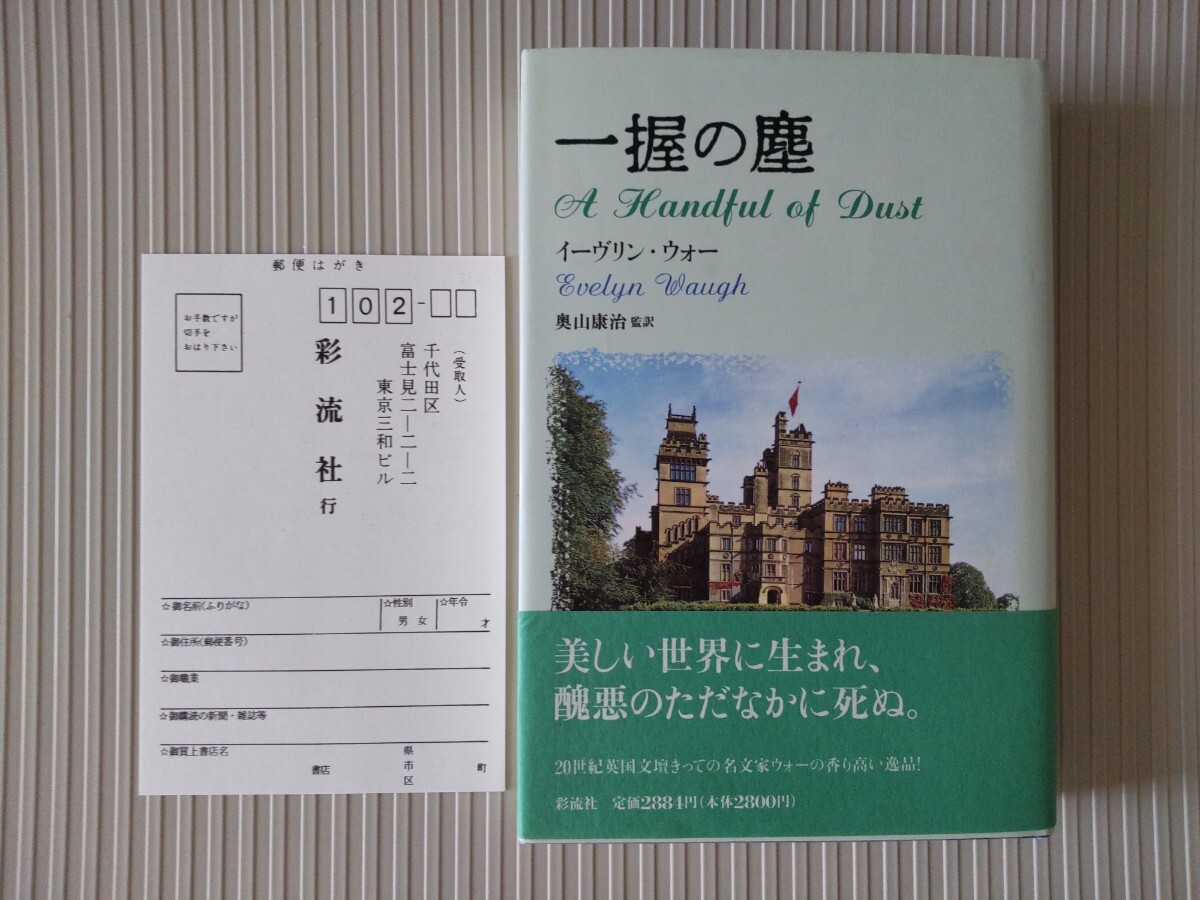 郵便はがき
102-
お手数ですが
切手を
おはり下さい
(受取人)
千代田区
富士見二―二―二
東京三和ビル
彩流社 行
☆御名前(ふりがな)
☆性別
男 女
☆年令
才
☆御住所(郵便番号)
☆御職業
☆御購読の新聞・雑誌等
☆御買上書店名
書店
県
市
区
町
一握の塵
A Handful of Dust
イーヴリン・ウォー
Evelyn Waugh
奥山康治 監訳
美しい世界に生まれ、
醜悪のただなかに死ぬ。
20世紀英国文壇きっての名文家ウォーの香り高い逸品!
彩流社 定価2884円(本体2800円)